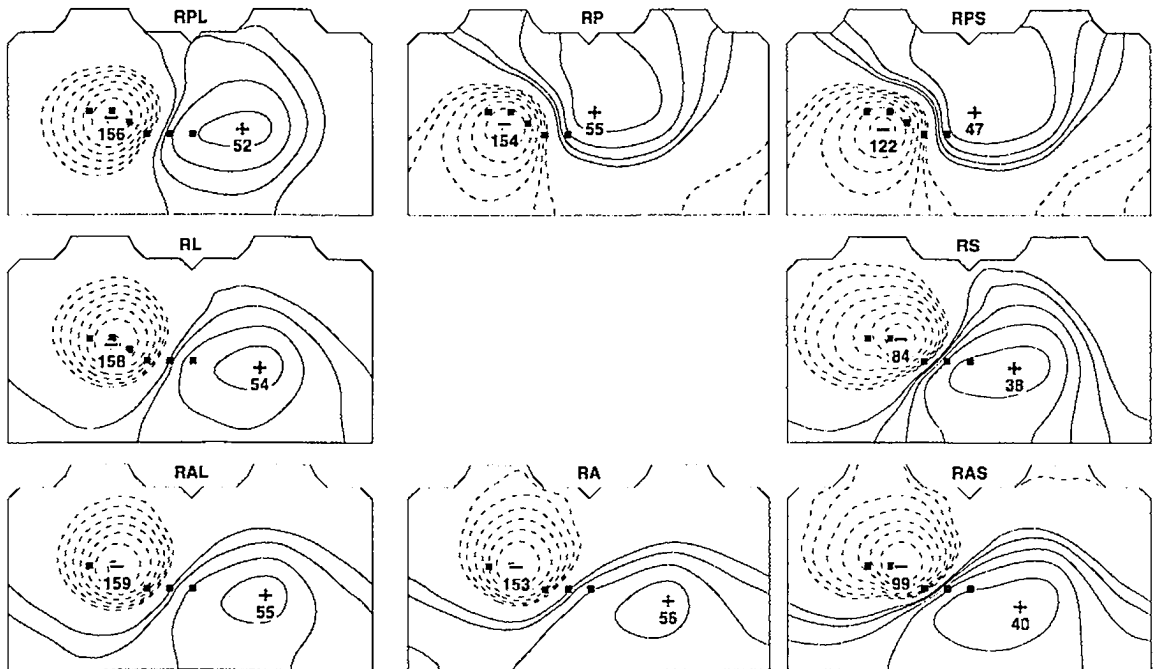 RPL
RP
RPS
− 156
+ 52
− 154
+ 55
− 122
+ 47
RL
RS
− 158
+ 54
− 84
+ 38
RAL
RA
RAS
− 159
+ 55
− 153
+ 56
− 99
+ 40